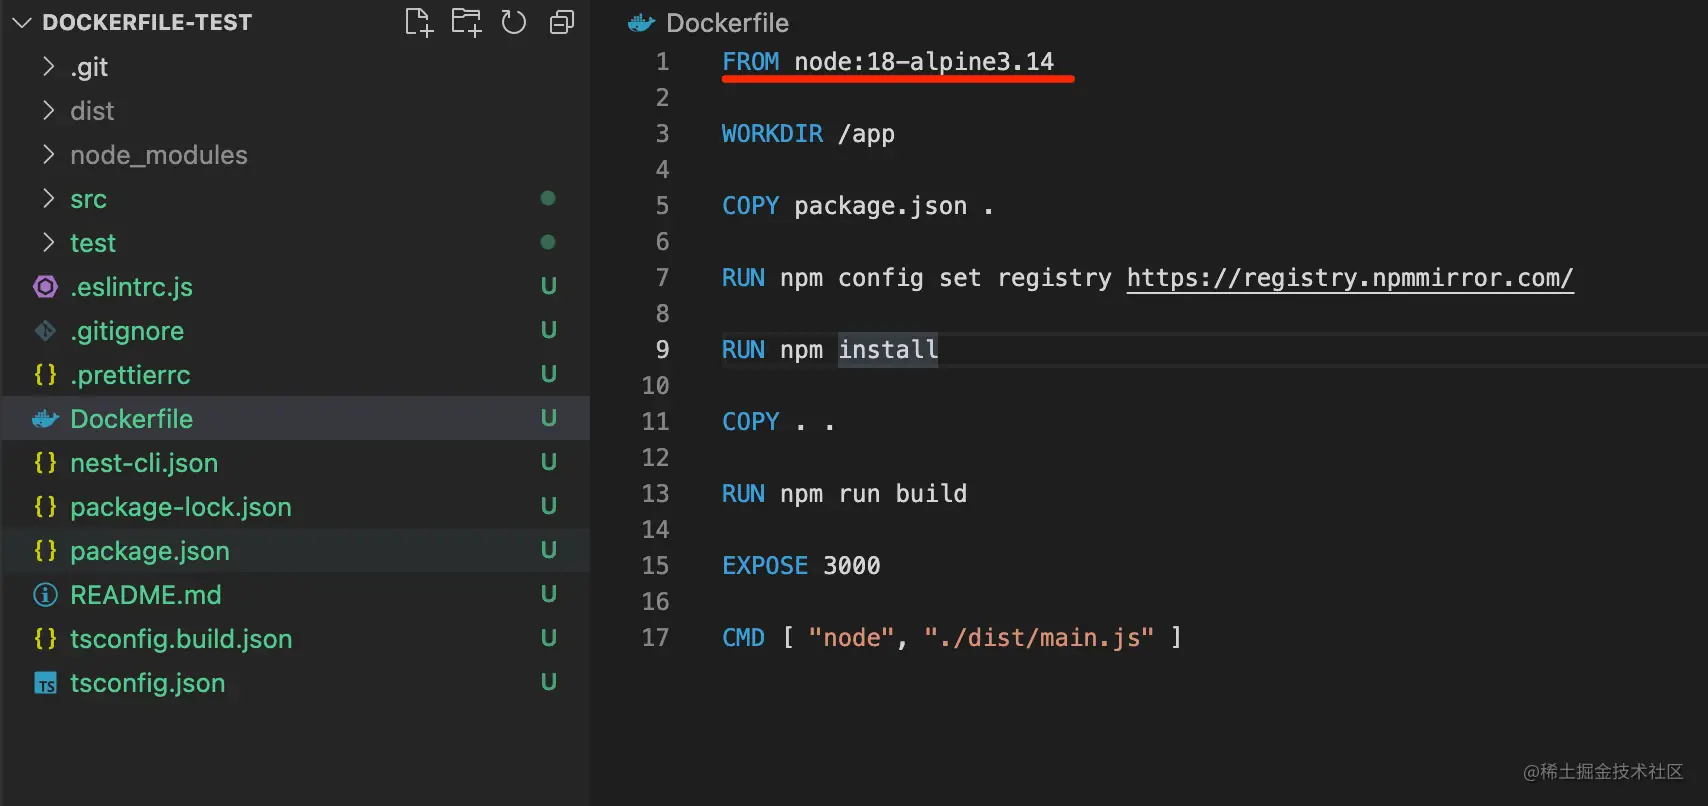 DOCKERFILE-TEST
.git
dist
node_modules
src
test
.eslintrc.js U
.gitignore U
{} .prettierrc U
Dockerfile U
{} nest-cli.json U
{} package-lock.json U
{} package.json U
README.md U
{} tsconfig.build.json U
TS tsconfig.json U
Dockerfile
1 FROM node:18-alpine3.14
2
3 WORKDIR /app
4
5 COPY package.json .
6
7 RUN npm config set registry https://registry.npmmirror.com/
8
9 RUN npm install
10
11 COPY . .
12
13 RUN npm run build
14
15 EXPOSE 3000
16
17 CMD [ "node", "./dist/main.js" ]
@稀土掘金技术社区